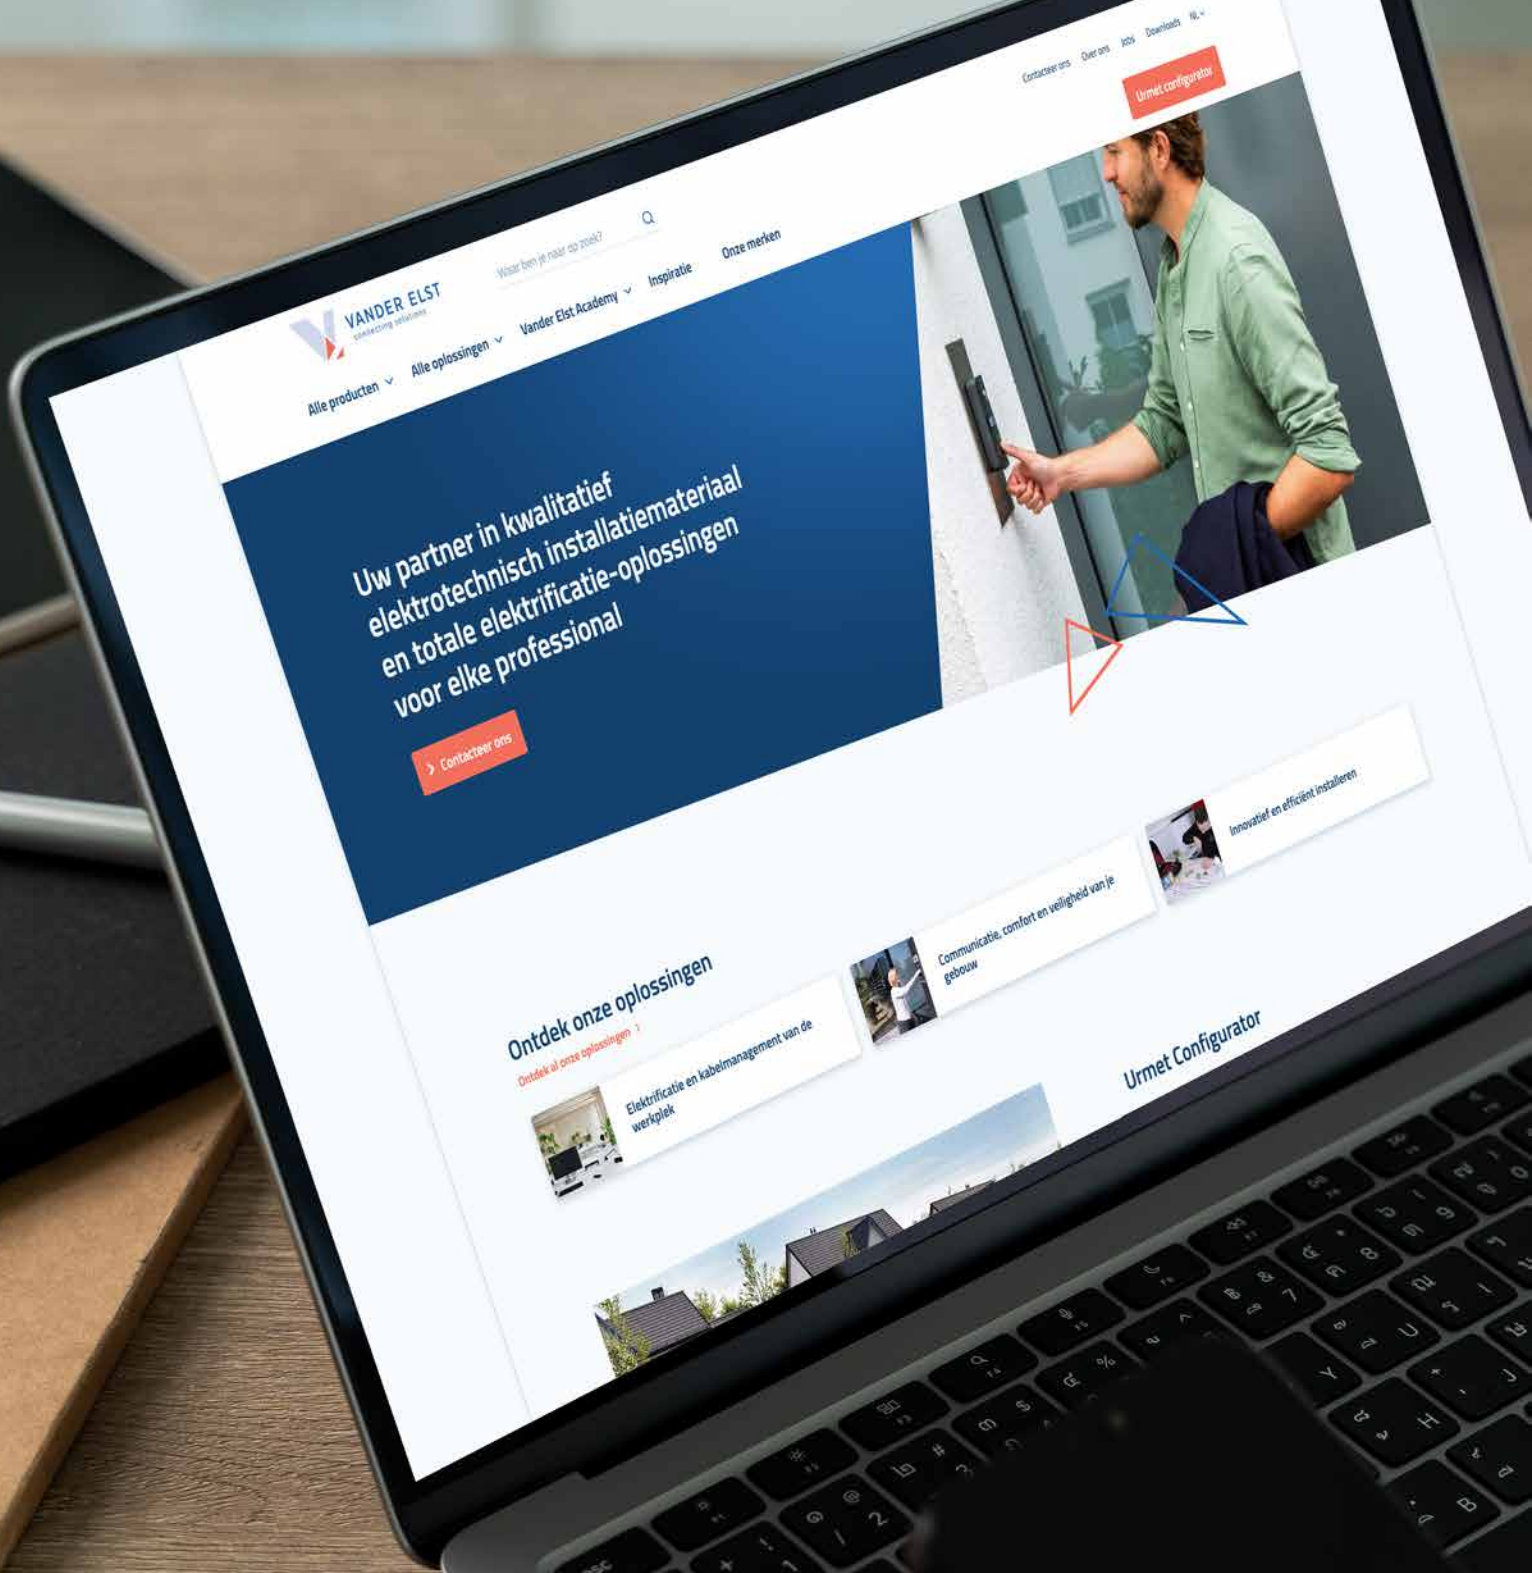 Contacteer ons
Over ons
Jobs
Downloads
NL
Urmet configurator
VANDER ELST
connecting solutions
Waar ben je naar op zoek?
Alle producten
Alle oplossingen
Vander Elst Academy
Inspiratie
Onze merken
Uw partner in kwalitatief
elektrotechnisch installatiemateriaal
en totale elektrificatie-oplossingen
voor elke professional
Contacteer ons
Ontdek onze oplossingen
Ontdek al onze oplossingen
Elektrificatie en kabelmanagement van de
werkplek
Communicatie, comfort en veiligheid van je
gebouw
Innovatief en efficiënt installeren
Urmet Configurator